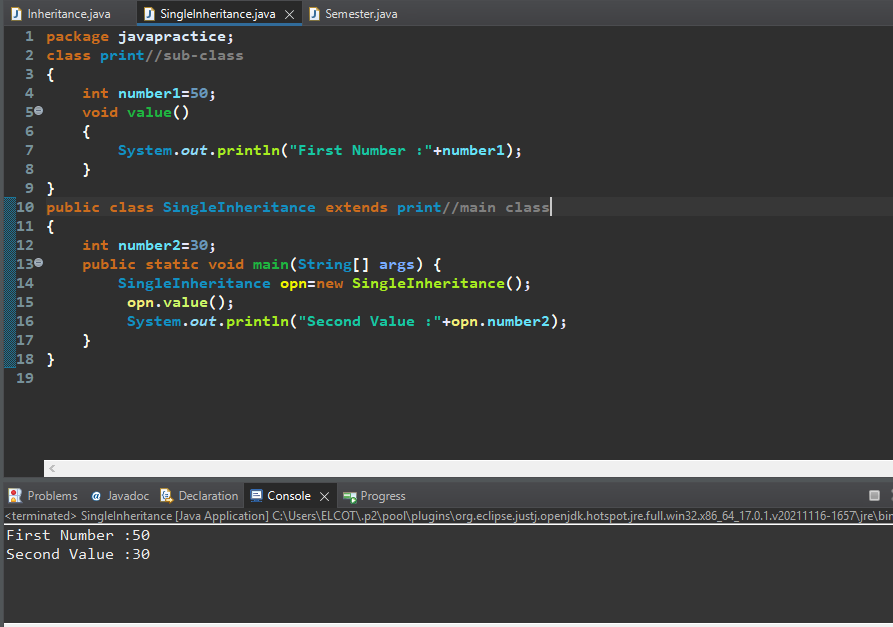 Inheritance.java SingleInheritance.java Semester.java
1 package javapractice;
2 class print//sub-class
3 {
4 int number1=50;
5 void value()
6 {
7 System.out.println("First Number :"+number1);
8 }
9 }
10 public class SingleInheritance extends print//main class
11 {
12 int number2=30;
13 public static void main(String[] args) {
14 SingleInheritance opn=new SingleInheritance();
15 opn.value();
16 System.out.println("Second Value :"+opn.number2);
17 }
18 }
19
Problems @ Javadoc Declaration Console Progress
<terminated> SingleInheritance [Java Application] C:\Users\ELCOT\.p2\pool\plugins\org.eclipse.justj.openjdk.hotspot.jre.full.win32.x86_64_17.0.1.v20211116-1657\jre\bin
First Number :50
Second Value :30